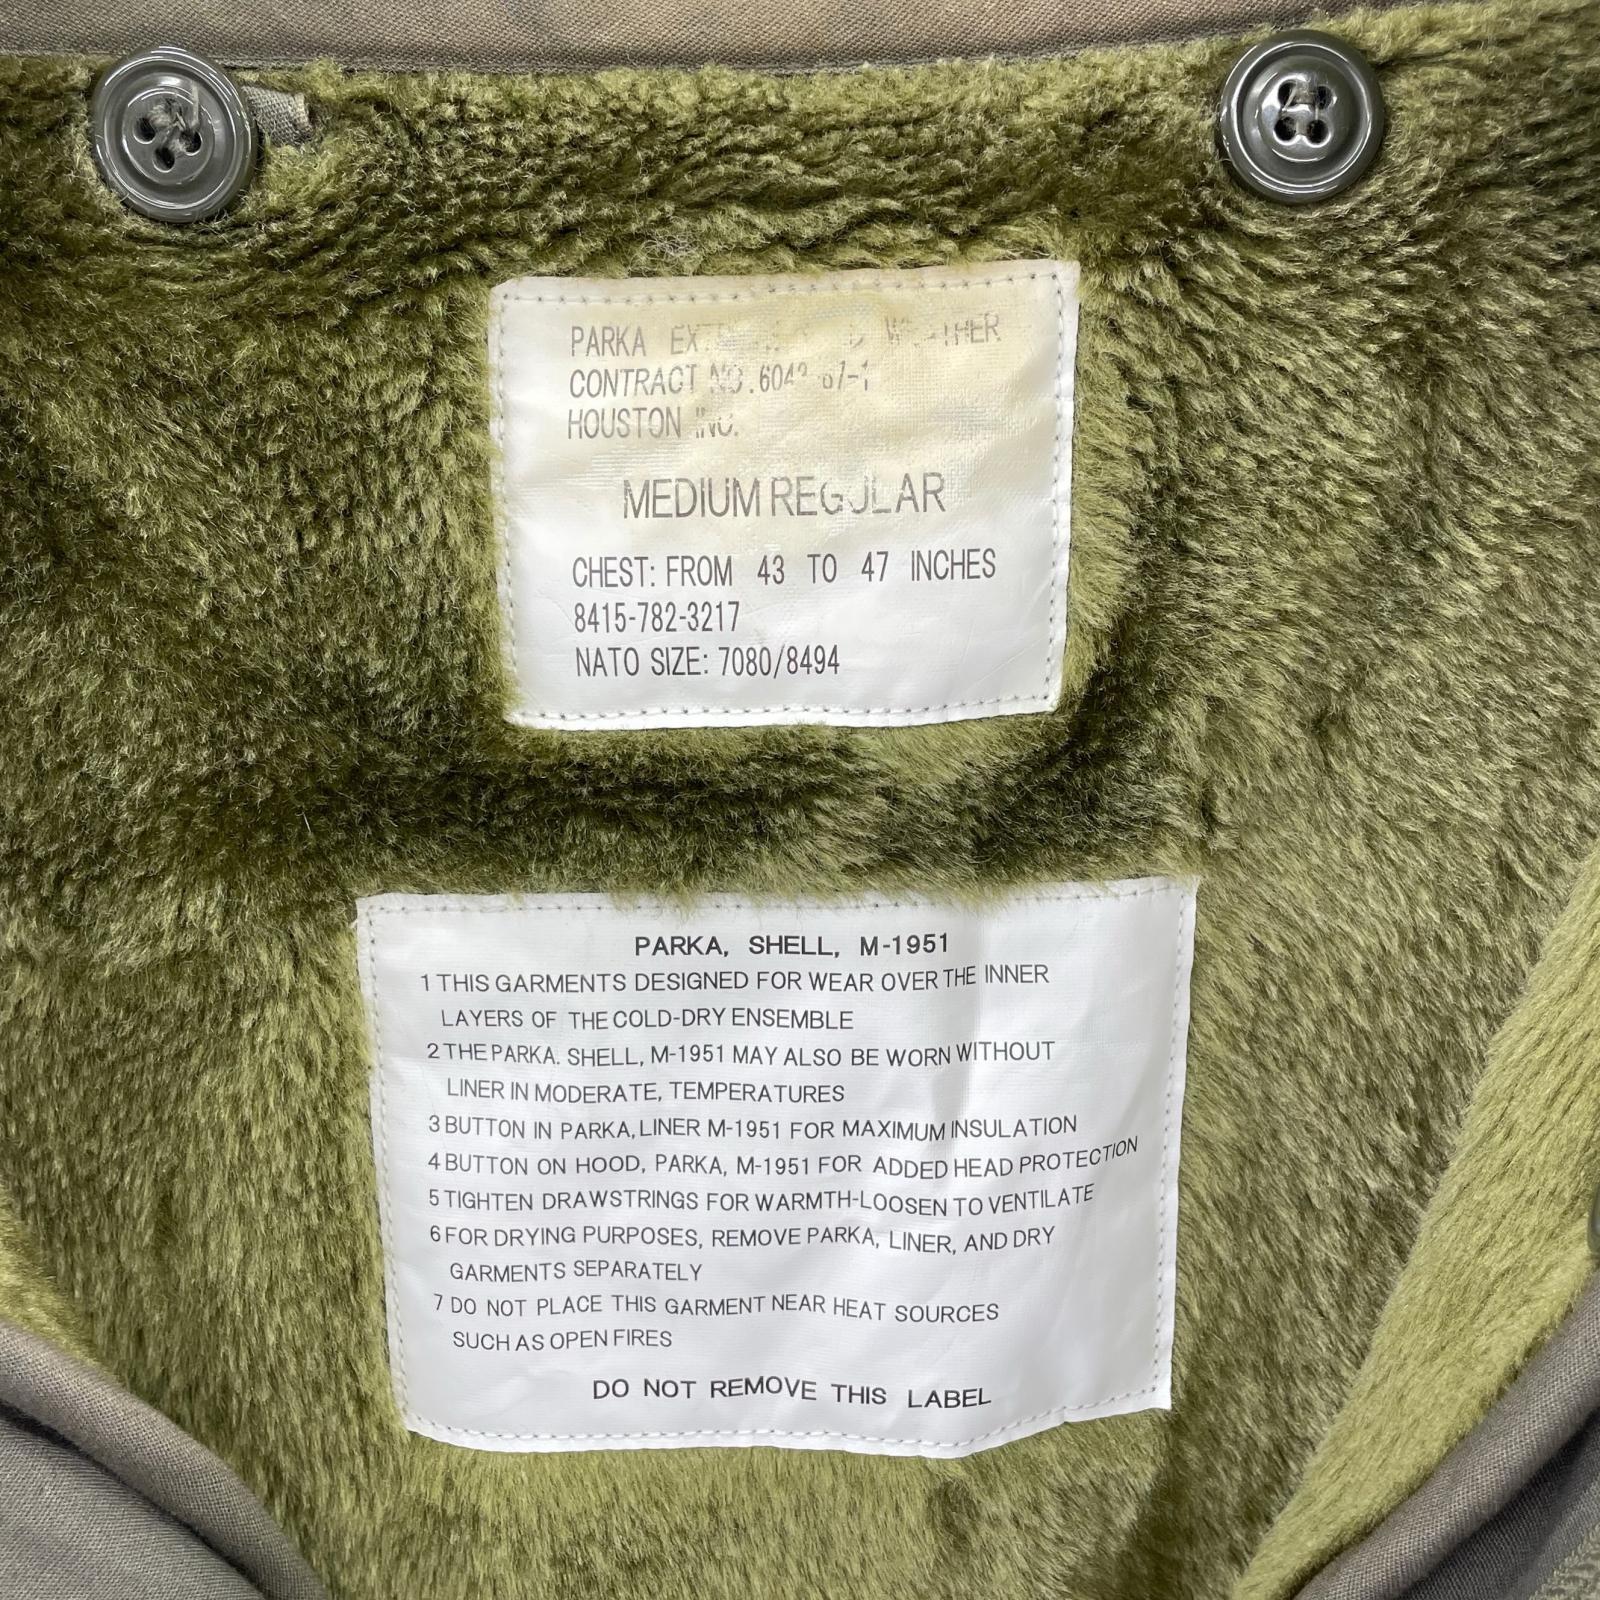 PARKA
CONTRACT NO.
HOUSTON INC.
MEDIUM REGULAR
CHEST: FROM 43 TO 47 INCHES
8415-782-3217
NATO SIZE: 7080/8494
PARKA, SHELL, M-1951
1 THIS GARMENTS DESIGNED FOR WEAR OVER THE INNER
LAYERS OF THE COLD-DRY ENSEMBLE
2 THE PARKA. SHELL, M-1951 MAY ALSO BE WORN WITHOUT
LINER IN MODERATE, TEMPERATURES
3 BUTTON IN PARKA, LINER M-1951 FOR MAXIMUM INSULATION
4 BUTTON ON HOOD, PARKA, M-1951 FOR ADDED HEAD PROTECTION
5 TIGHTEN DRAWSTRINGS FOR WARMTH-LOOSEN TO VENTILATE
6 FOR DRYING PURPOSES, REMOVE PARKA, LINER, AND DRY
GARMENTS SEPARATELY
7 DO NOT PLACE THIS GARMENT NEAR HEAT SOURCES
SUCH AS OPEN FIRES
DO NOT REMOVE THIS LABEL